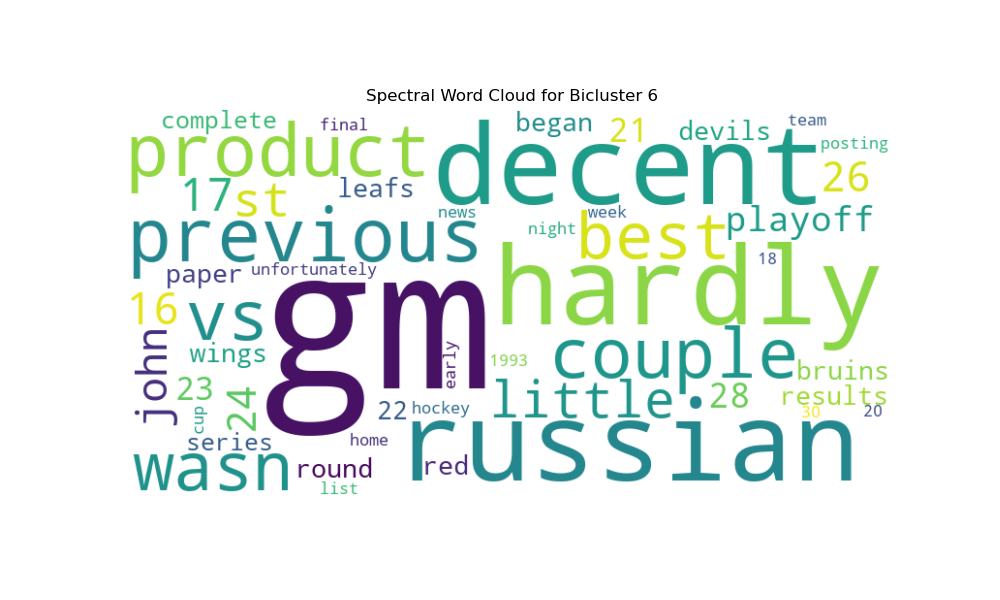 Spectral Word Cloud for Bicluster 6
complete
final
began
21
devils
team
product
decent
posting
17
st
leafs
26
previous
news
week
best
playoff
night
paper
unfortunately
gm
hardly
18
16
vs
john
wings
early
1993
couple
bruins
23
24
cup
22
hockey
little
28
results
30
20
series
home
russian
wasn
round
red
list